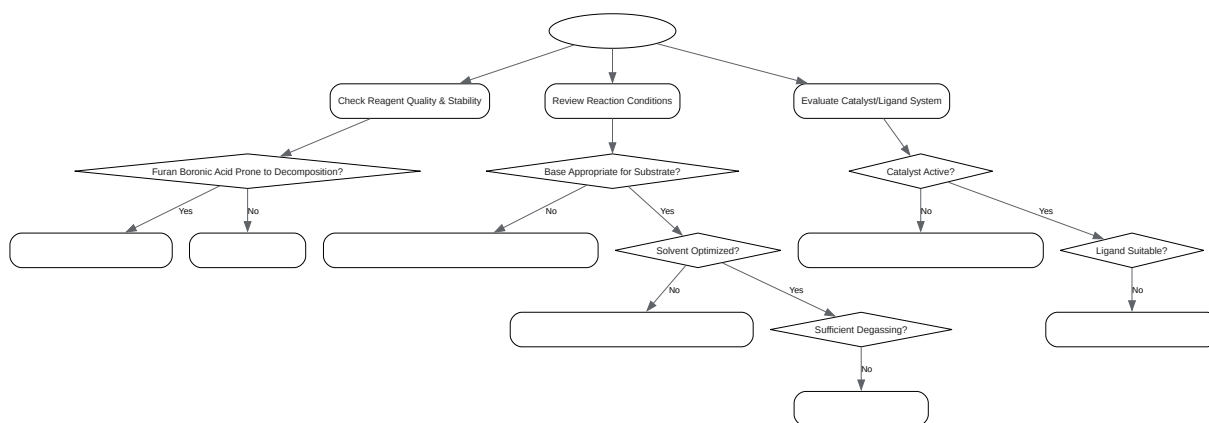 Check Reagent Quality & Stability
Review Reaction Conditions
Evaluate Catalyst/Ligand System
Furan Boronic Acid Prone to Decomposition?
Base Appropriate for Substrate?
Catalyst Active?
Yes
No
No
Yes
No
Yes
Solvent Optimized?
Ligand Suitable?
No
Yes
No
Sufficient Degassing?
No